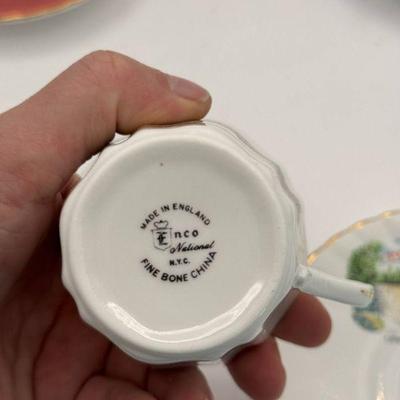 MADE IN ENGLAND
Enco
National
N.Y.C.
FINE BONE CHINA